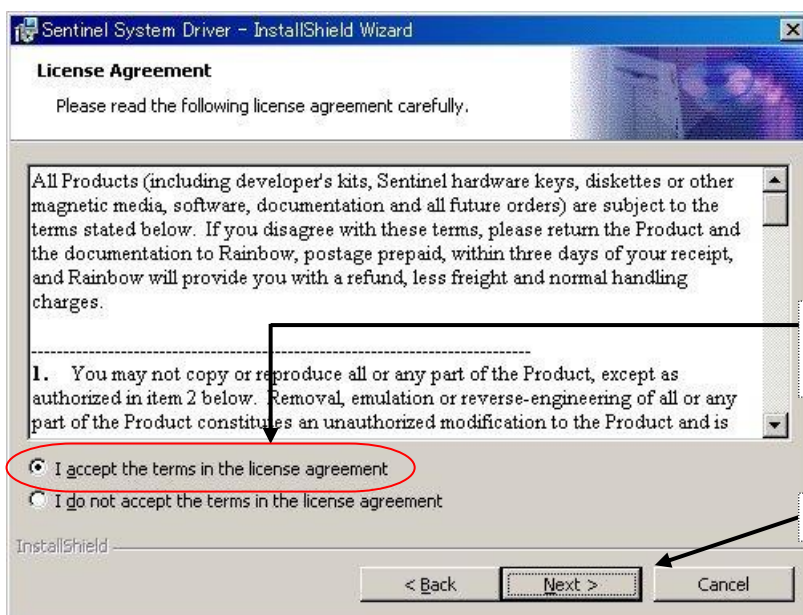 Sentinel System Driver - InstallShield Wizard
License Agreement
Please read the following license agreement carefully.
All Products (including developer's kits, Sentinel hardware keys, diskettes or other
magnetic media, software, documentation and all future orders) are subject to the
terms stated below. If you disagree with these terms, please return the Product and
the documentation to Rainbow, postage prepaid, within three days of your receipt,
and Rainbow will provide you with a refund, less freight and normal handling
charges.
1. You may not copy or reproduce all or any part of the Product, except as
authorized in item 2 below. Removal, emulation or reverse-engineering of all or any
part of the Product constitutes an unauthorized modification to the Product and is
I accept the terms in the license agreement
I do not accept the terms in the license agreement
InstallShield
< Back
Next >
Cancel